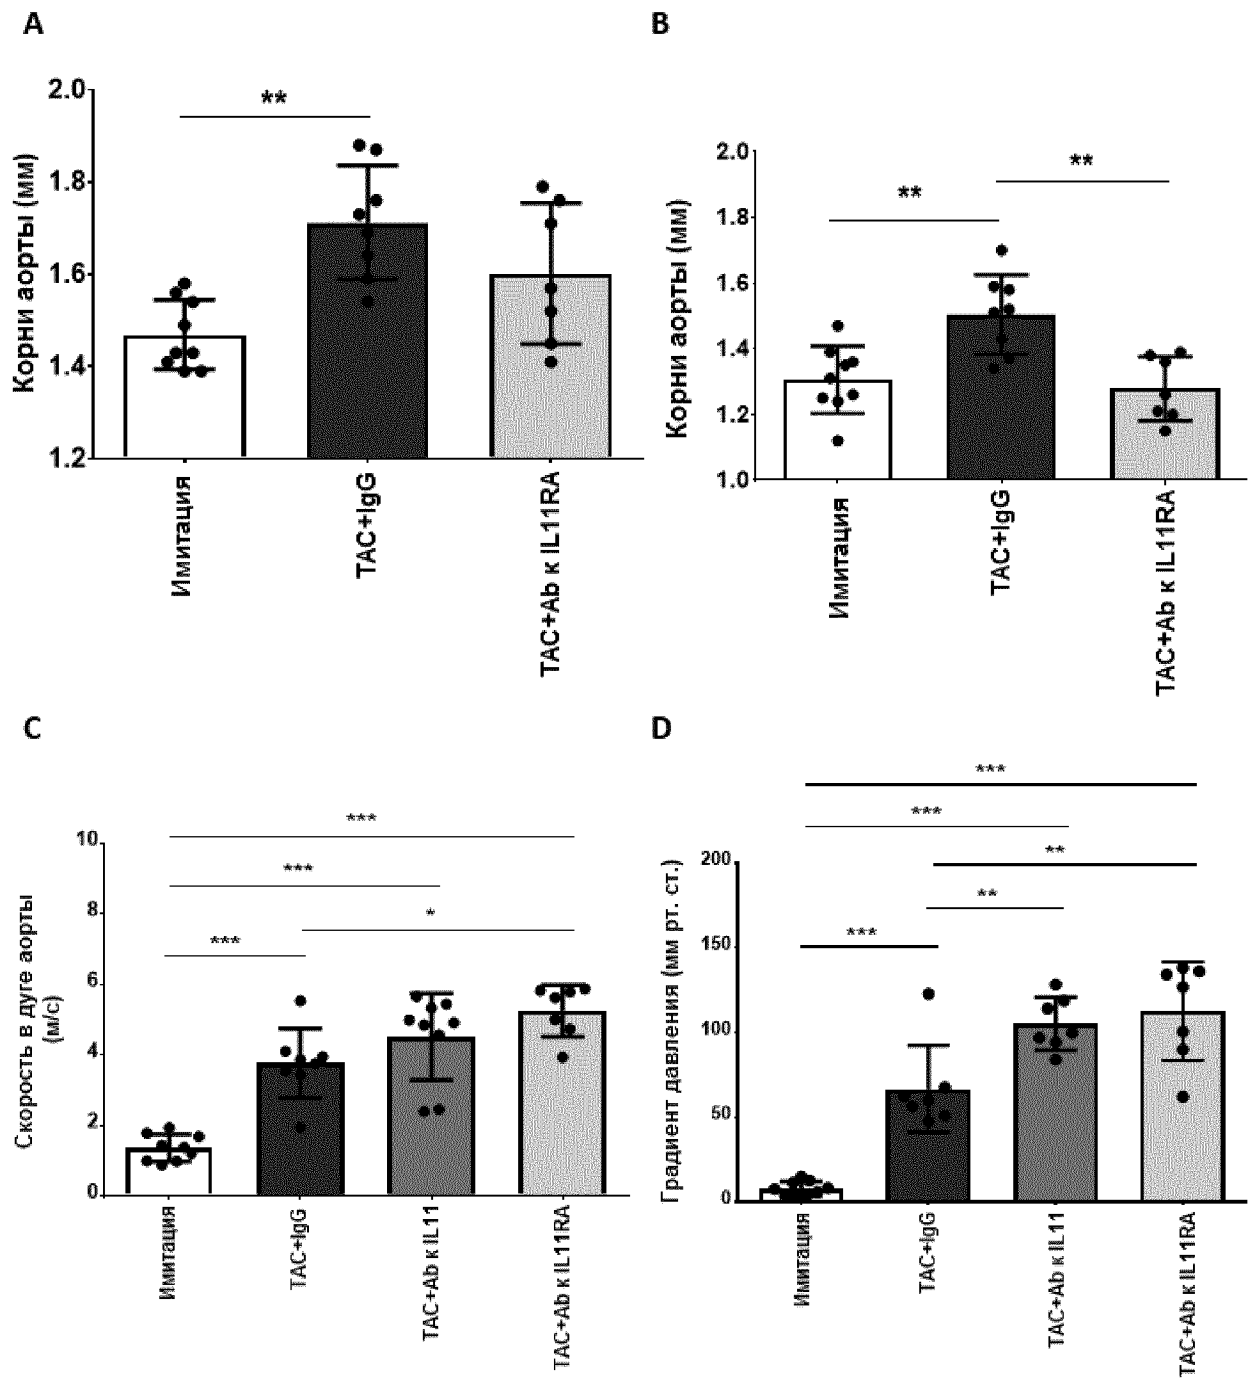 A
2.0
1.8
1.6
1.4
1.2
Корни аорты (мм)
**
Имитация
TAC+IgG
TAC+Ab к IL11RA
B
2.0
1.8
1.6
1.4
1.2
1.0
Корни аорты (мм)
**
**
Имитация
TAC+IgG
TAC+Ab к IL11RA
C
10
8
6
4
2
0
Скорость в дуге аорты
(м/с)
***
***
*
***
Имитация
TAC+IgG
TAC+Ab к IL11
TAC+Ab к IL11RA
D
200
150
100
50
0
Градиент давления (мм рт. ст.)
***
***
**
**
***
Имитация
TAC+IgG
TAC+Ab к IL11
TAC+Ab к IL11RA